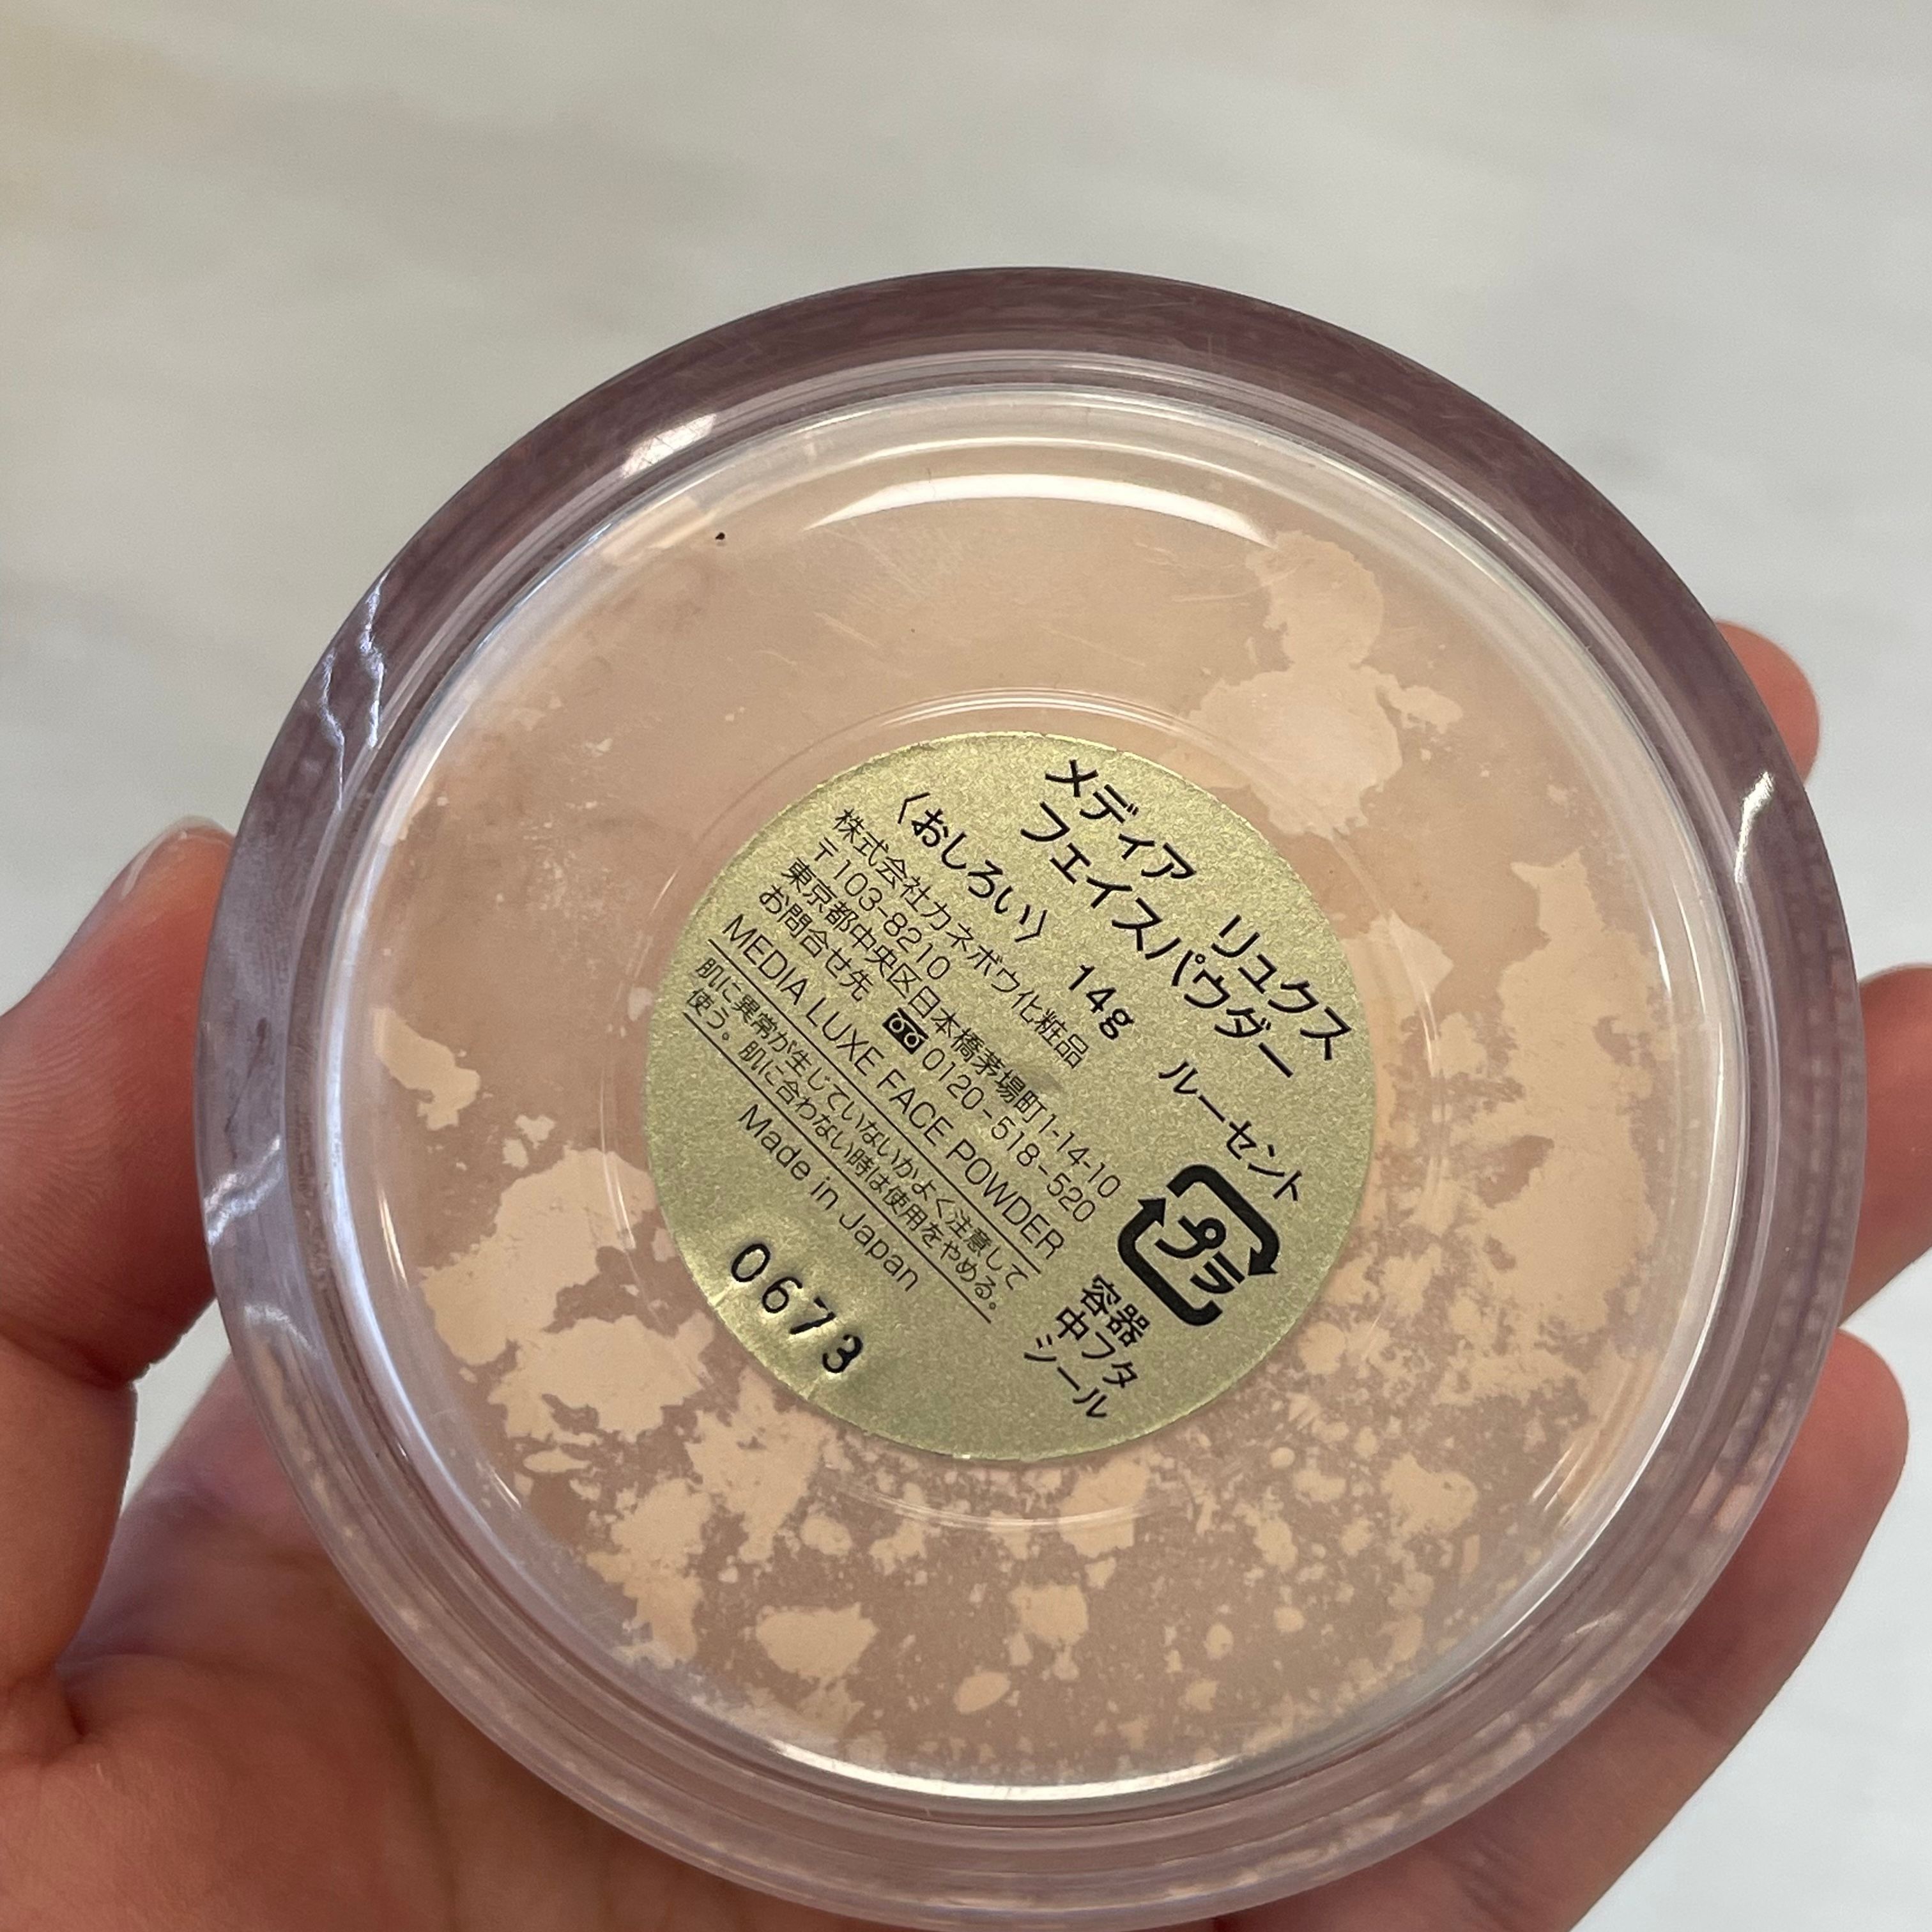 メディア　リュクス
フェイスパウダー
〈おしろい〉 14g ルーセント
株式会社カネボウ化粧品
〒103-8210
東京都中央区日本橋茅場町1-14-10
お問合せ先 0120-518-520
MEDIA LUXE FACE POWDER
肌に異常が生じていないかよく注意して
使う。肌に合わない時は使用をやめる。
Made in Japan
プラ
容器
中フタ
シール
0673